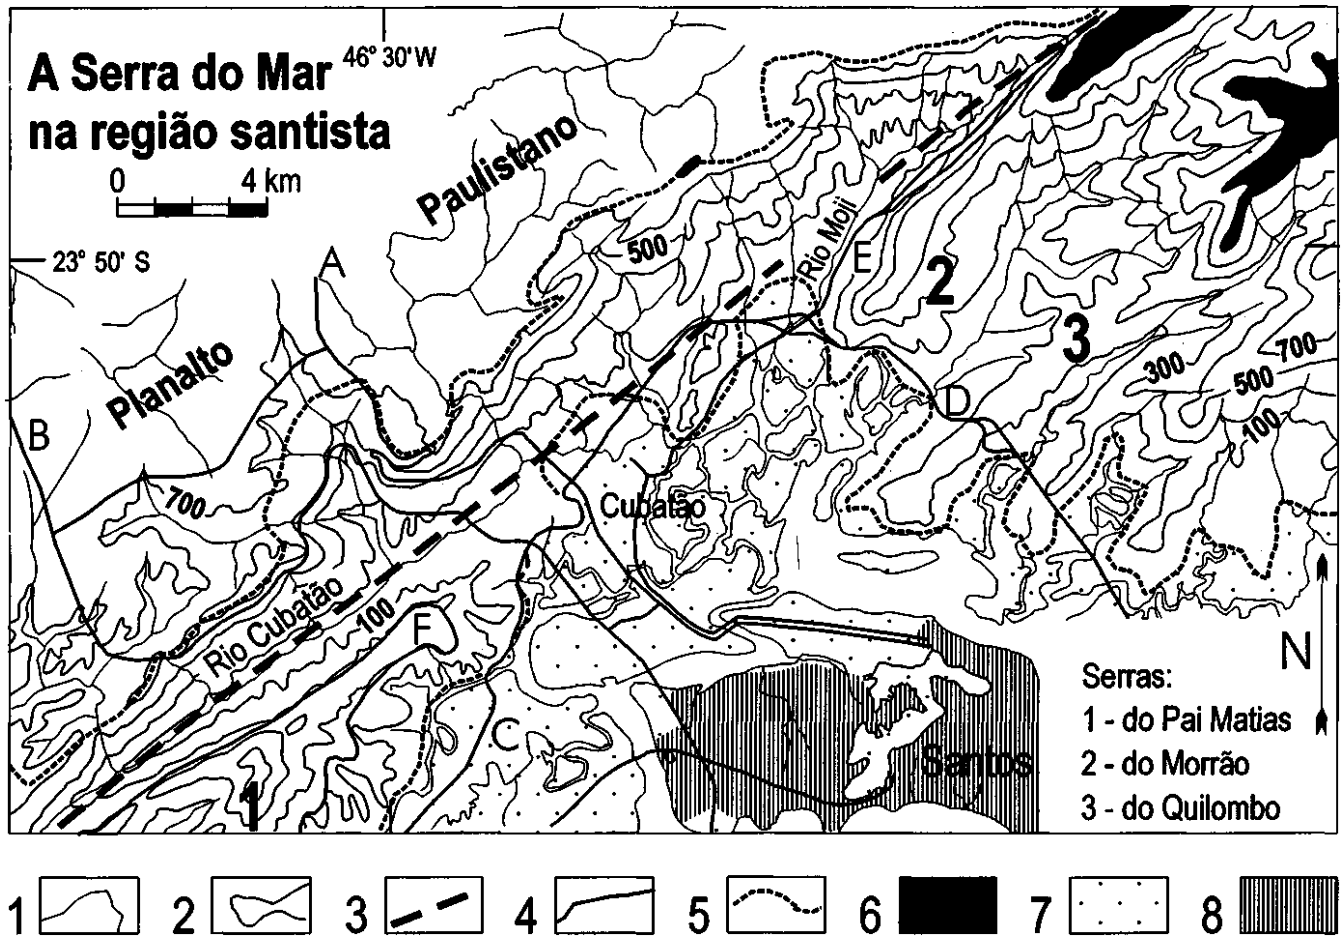 A Serra do Mar
na região santista
46° 30' W
0 4 km
23° 50' S
Planalto Paulistano
A
B
500
Rio Moji
E
2
3
300
700
500
100
D
700
Cubatão
Rio Cubatão
100
F
C
1
Santos
N
Serras:
1 - do Pai Matias
2 - do Morrão
3 - do Quilombo
1 2 3 4 5 6 7 8